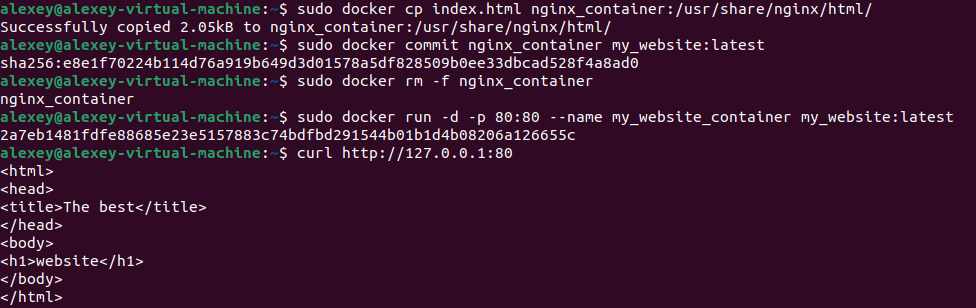 alexey@alexey-virtual-machine:~$ sudo docker cp index.html nginx_container:/usr/share/nginx/html/
Successfully copied 2.05kB to nginx_container:/usr/share/nginx/html/
alexey@alexey-virtual-machine:~$ sudo docker commit nginx_container my_website:latest
sha256:e8e1f70224b114d76a919b649d3d01578a5df828509b0ee33dbcad528f4a8ad0
alexey@alexey-virtual-machine:~$ sudo docker rm -f nginx_container
nginx_container
alexey@alexey-virtual-machine:~$ sudo docker run -d -p 80:80 --name my_website_container my_website:latest
2a7eb1481fdfe88685e23e5157883c74bdfbd291544b01b1d4b08206a126655c
alexey@alexey-virtual-machine:~$ curl http://127.0.0.1:80
<html>
<head>
<title>The best</title>
</head>
<body>
<h1>website</h1>
</body>
</html>